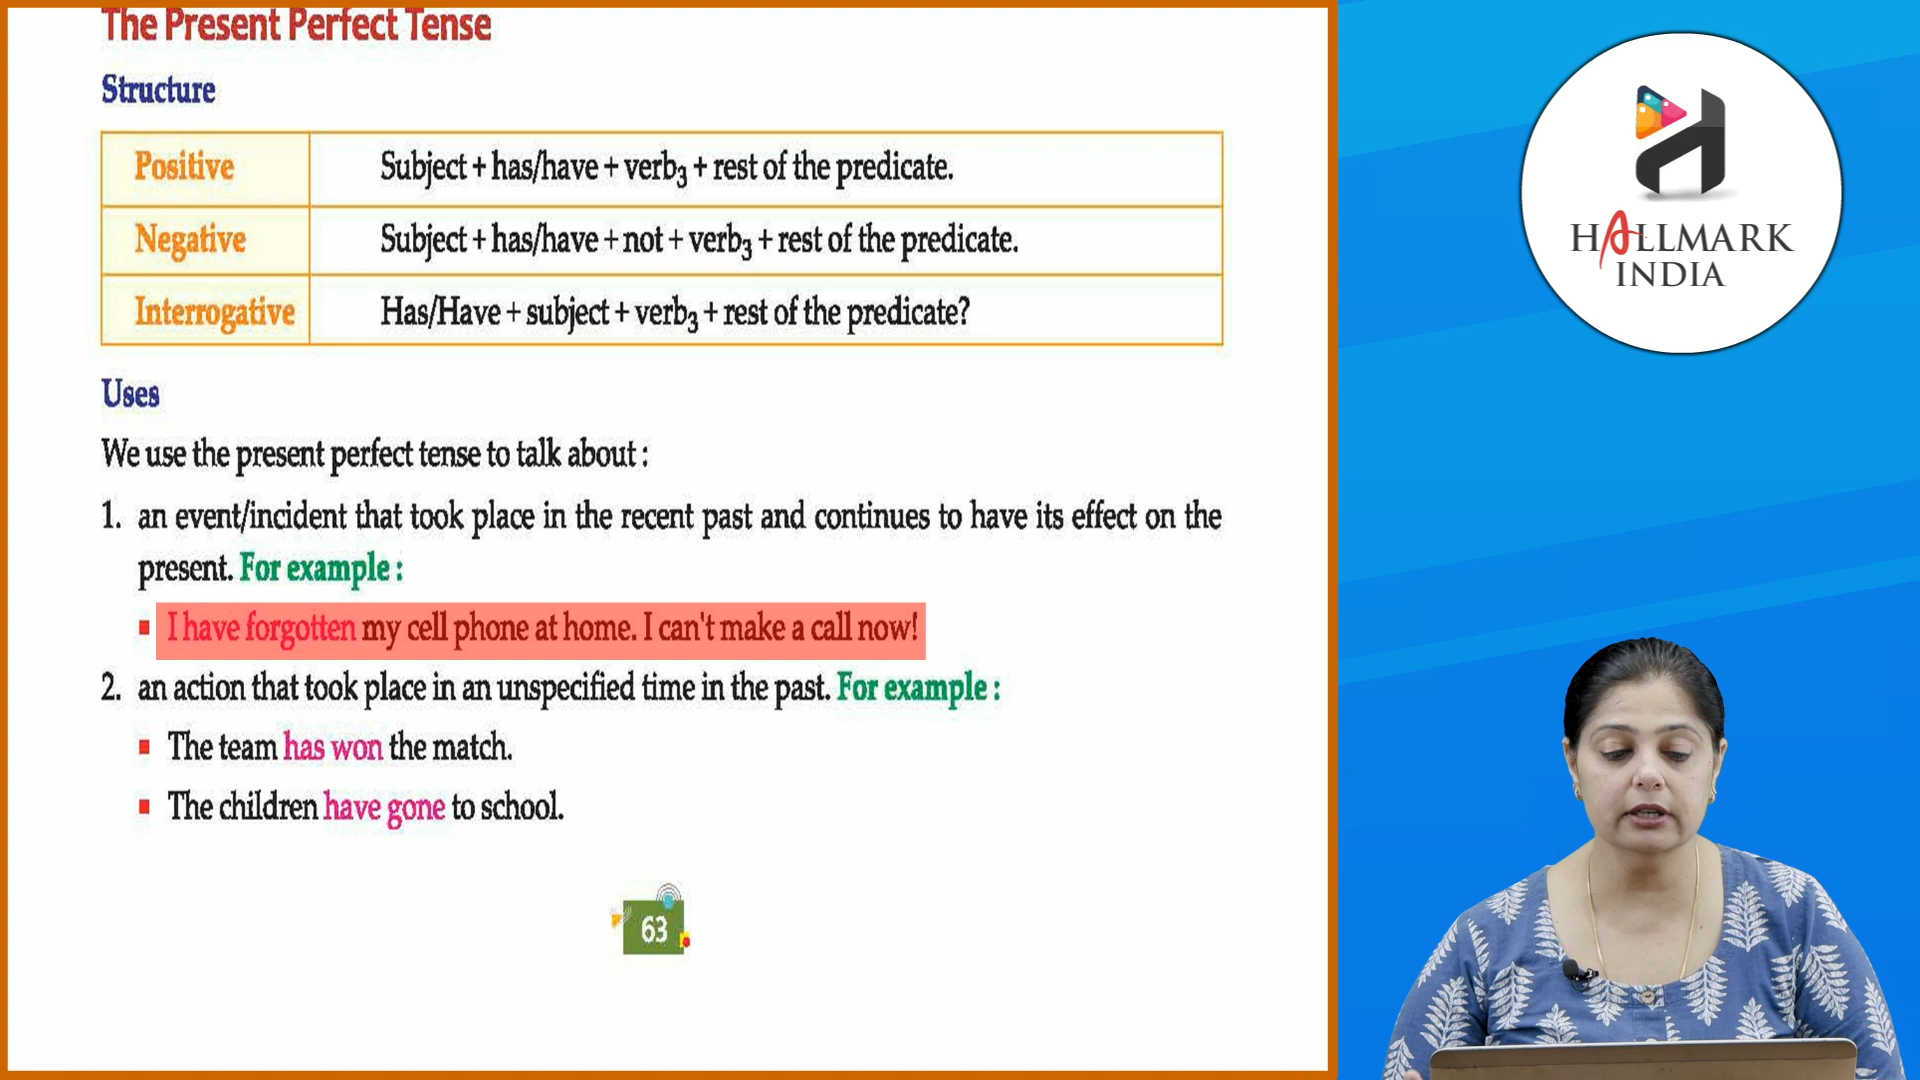 The Present Perfect Tense
Structure
Positive Subject + has/have + verb₃ + rest of the predicate.
Negative Subject + has/have + not + verb₃ + rest of the predicate.
Interrogative Has/Have + subject + verb₃ + rest of the predicate?
Uses
We use the present perfect tense to talk about :
1. an event/incident that took place in the recent past and continues to have its effect on the
present. For example :
▪ I have forgotten my cell phone at home. I can't make a call now!
2. an action that took place in an unspecified time in the past. For example :
▪ The team has won the match.
▪ The children have gone to school.
63
HALLMARK
INDIA